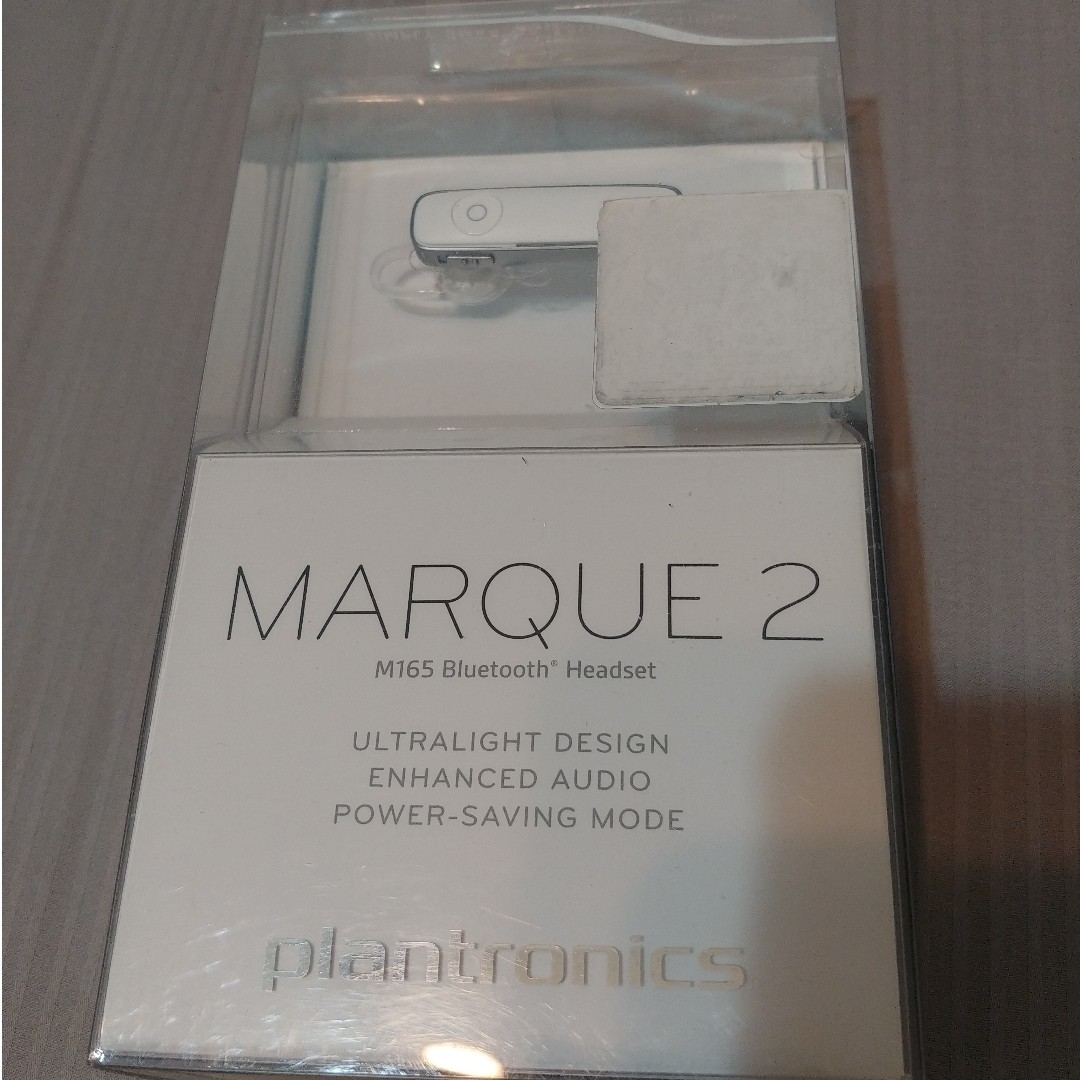 MARQUE 2
M165 Bluetooth® Headset
ULTRALIGHT DESIGN
ENHANCED AUDIO
POWER-SAVING MODE
plantronics